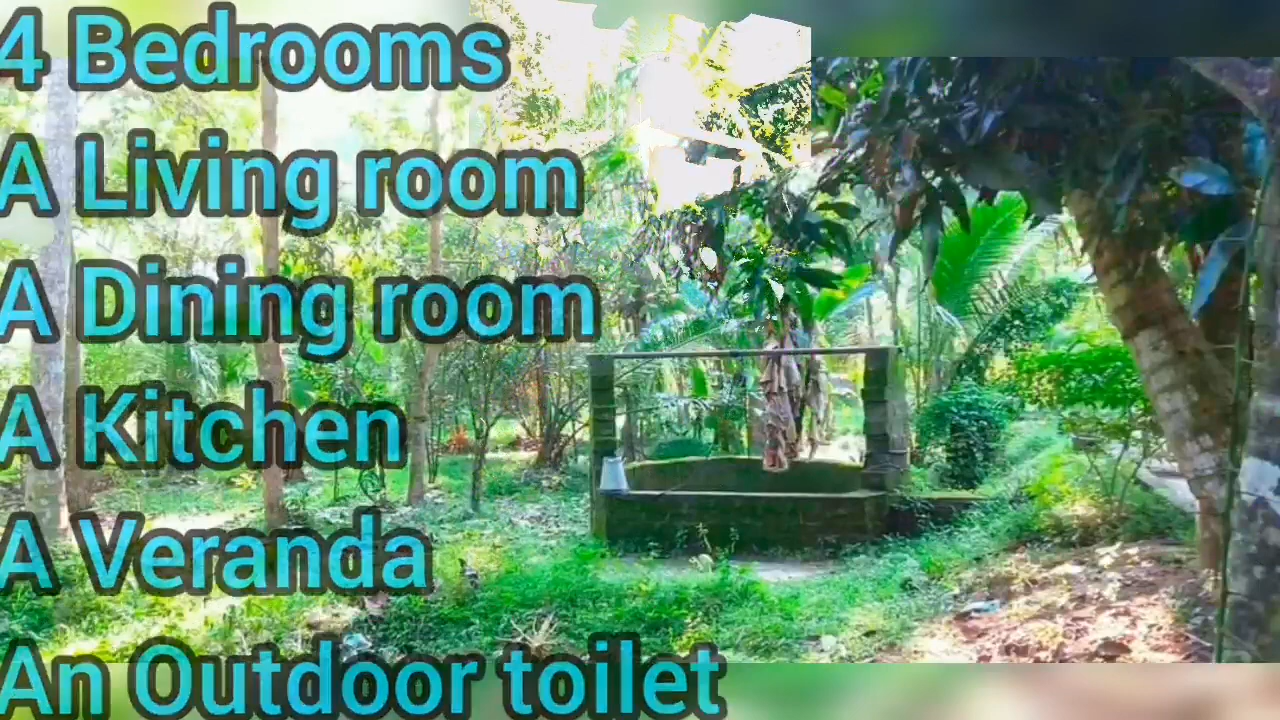 4 Bedrooms
A Living room
A Dining room
A Kitchen
A Veranda
An Outdoor toilet